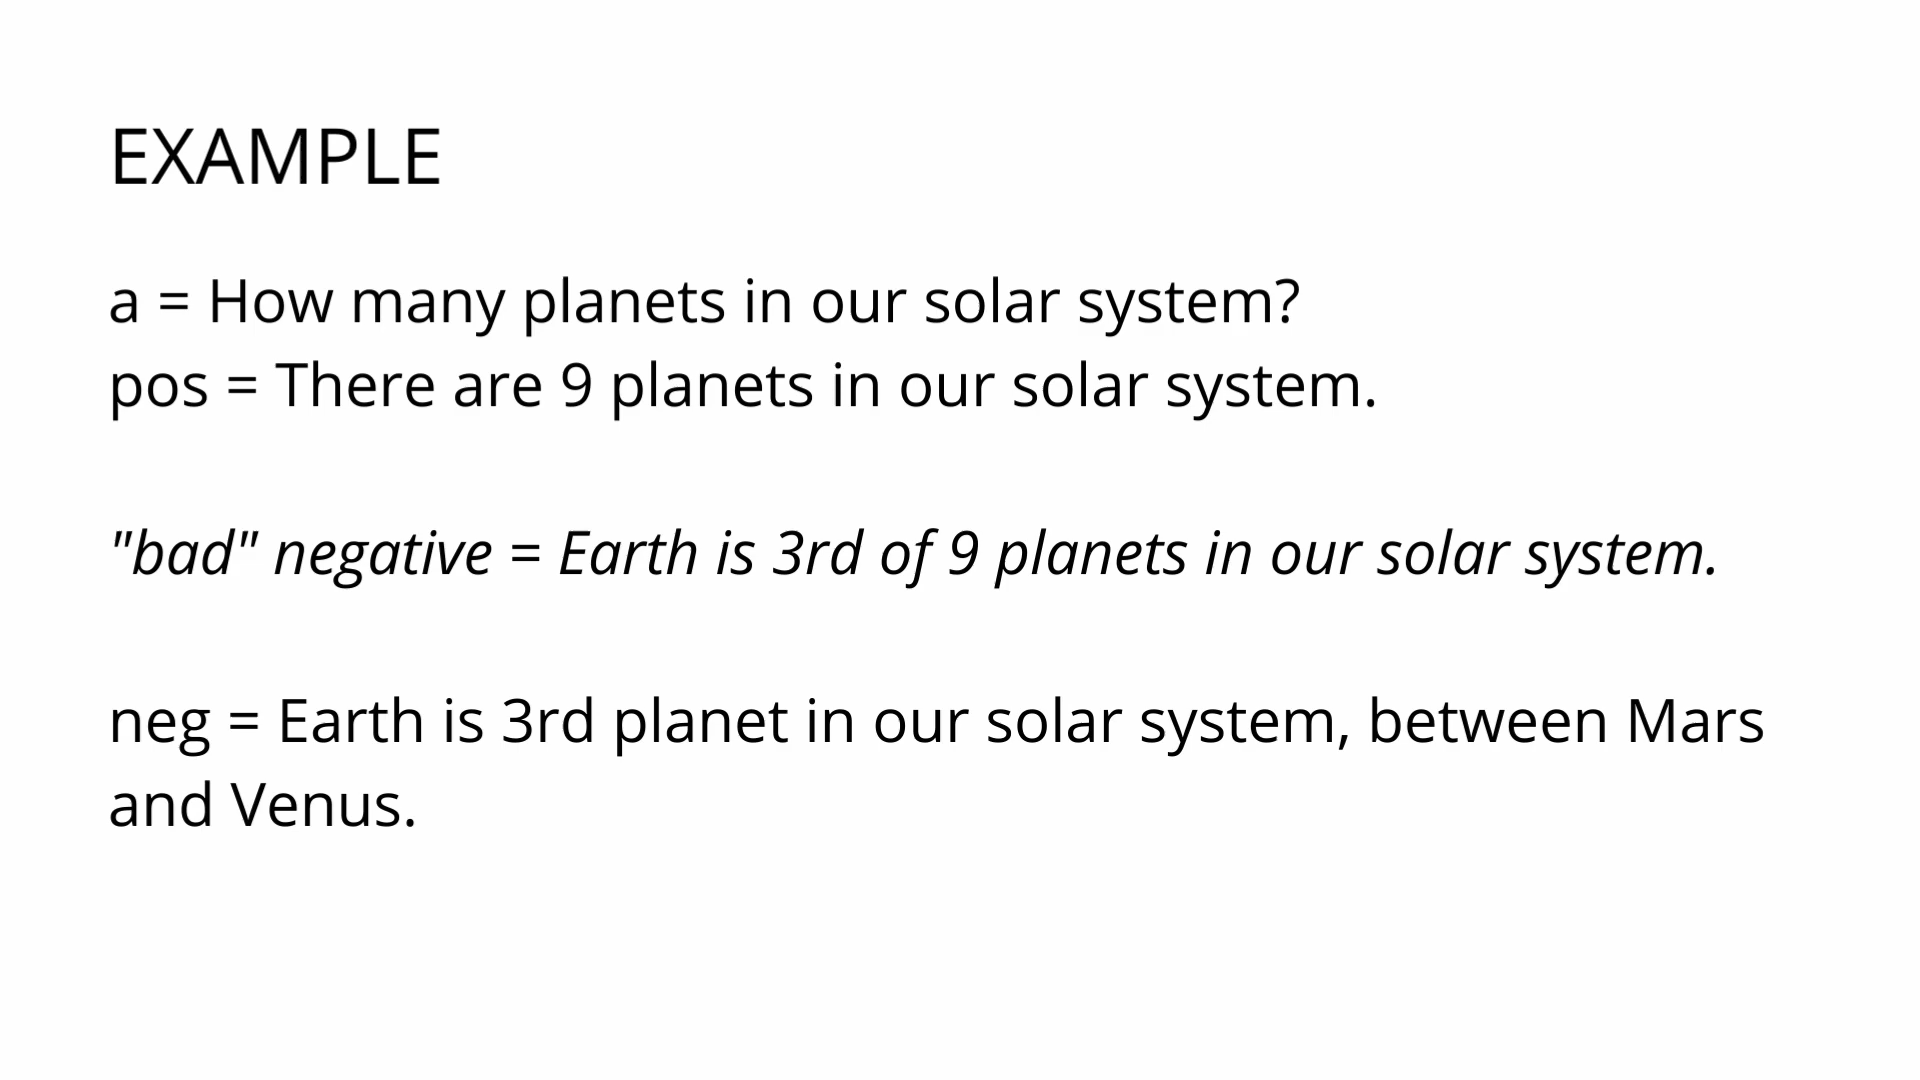 EXAMPLE
a = How many planets in our solar system?
pos = There are 9 planets in our solar system.
"bad" negative = Earth is 3rd of 9 planets in our solar system.
neg = Earth is 3rd planet in our solar system, between Mars
and Venus.